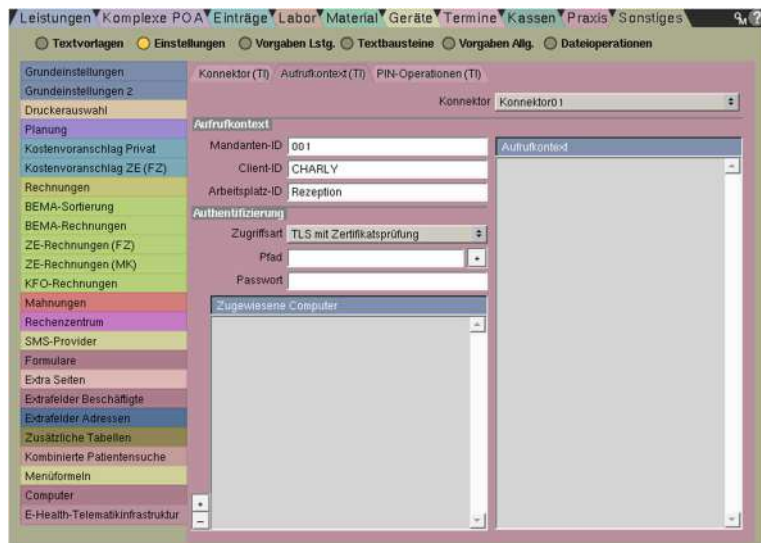 Leistungen Komplexe POA Einträge Labor Material Geräte Termine Kassen Praxis Sonstiges ?
Textvorlagen Einstellungen Vorgaben Lstg. Textbausteine Vorgaben Allg. Dateioperationen
Grundeinstellungen
Grundeinstellungen 2
Druckerauswahl
Planung
Kostenvoranschlag Privat
Kostenvoranschlag ZE (FZ)
Rechnungen
BEMA-Sortierung
BEMA-Rechnungen
ZE-Rechnungen (FZ)
ZE-Rechnungen (MK)
KFO-Rechnungen
Mahnungen
Rechenzentrum
SMS-Provider
Formulare
Extra Seiten
Extrafelder Beschäftigte
Extrafelder Adressen
Zusätzliche Tabellen
Kombinierte Patientensuche
Menüformeln
Computer
E-Health-Telematikinfrastruktur
Konnektor (TI) Aufrufkontext (TI) PIN-Operationen (TI)
Konnektor Konnektor01
Aufrufkontext
Mandanten-ID 001
Client-ID CHARLY
Arbeitsplatz-ID Rezeption
Authentifizierung
Zugriffsart TLS mit Zertifikatsprüfung
Pfad +
Passwort
Zugewiesene Computer
+
−
Aufrufkontext